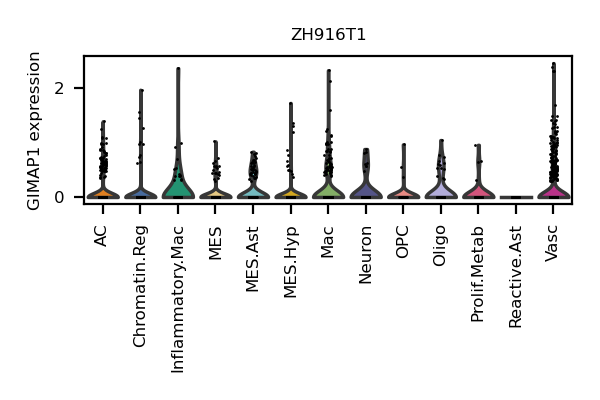 ZH916T1
GIMAP1 expression
2
0
AC
Chromatin.Reg
Inflammatory.Mac
MES
MES.Ast
MES.Hyp
Mac
Neuron
OPC
Oligo
Prolif.Metab
Reactive.Ast
Vasc